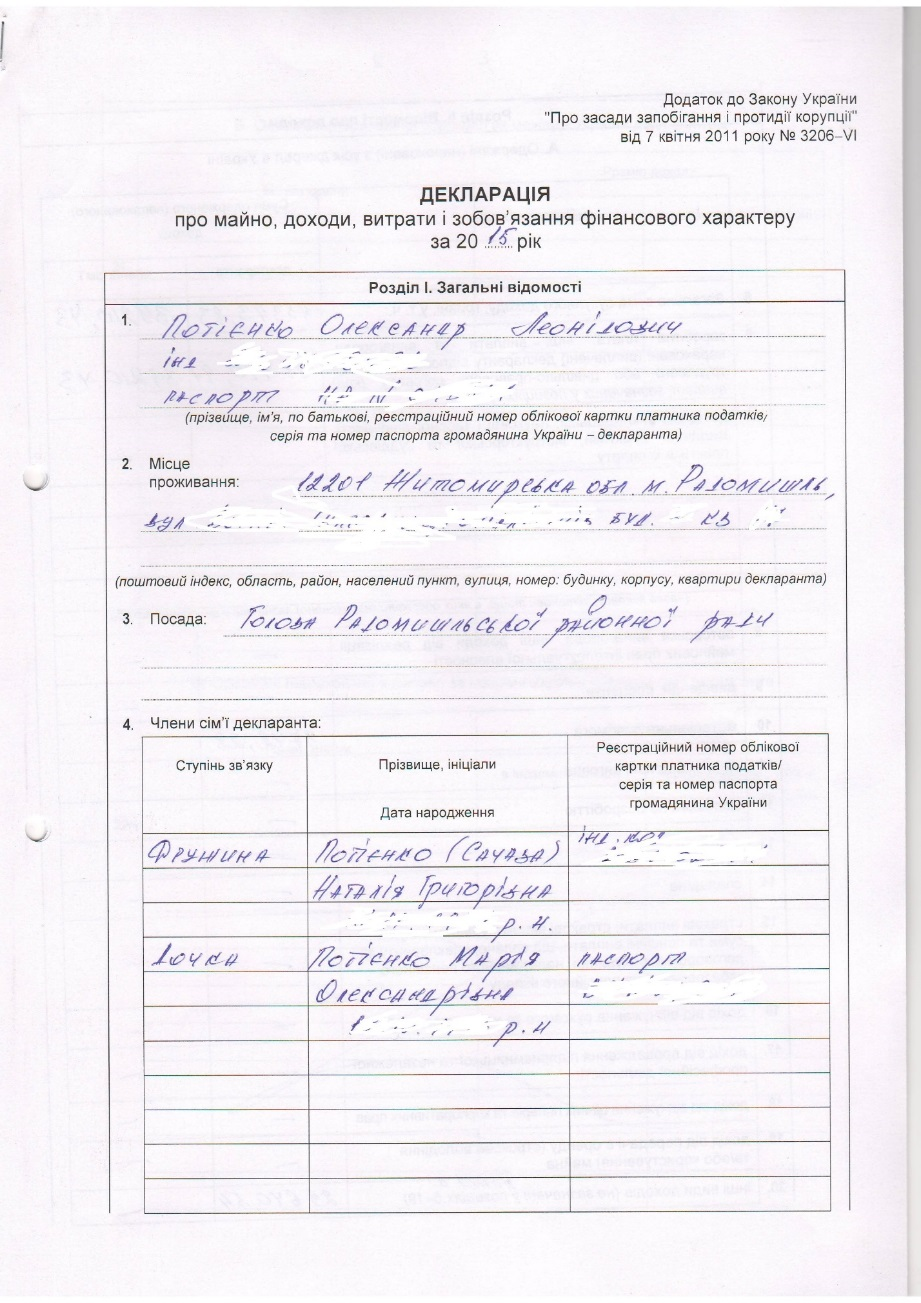 Додаток до Закону України
"Про засади запобігання і протидії корупції"
від 7 квітня 2011 року № 3206–VI
ДЕКЛАРАЦІЯ
про майно, доходи, витрати і зобов'язання фінансового характеру
за 20 15 рік
Розділ I. Загальні відомості
1. Потієнко Олександр Леонідович
інд
паспорт
(прізвище, ім'я, по батькові, реєстраційний номер облікової картки платника податків/
серія та номер паспорта громадянина України – декларанта)
2. Місце
проживання: 12201 Житомирська обл м. Радомишль,
вул буд. кв
(поштовий індекс, область, район, населений пункт, вулиця, номер: будинку, корпусу, квартири декларанта)
3. Посада: Голова Радомишльської районної ради
4. Члени сім'ї декларанта:
Ступінь зв'язку
Прізвище, ініціали
Дата народження
Реєстраційний номер облікової
картки платника податків/
серія та номер паспорта
громадянина України
Дружина Потієнко (Сачава) інд. код
Наталія Григорівна
р. н.
Дочка Потієнко Марія паспорт
Олександрівна
р. н